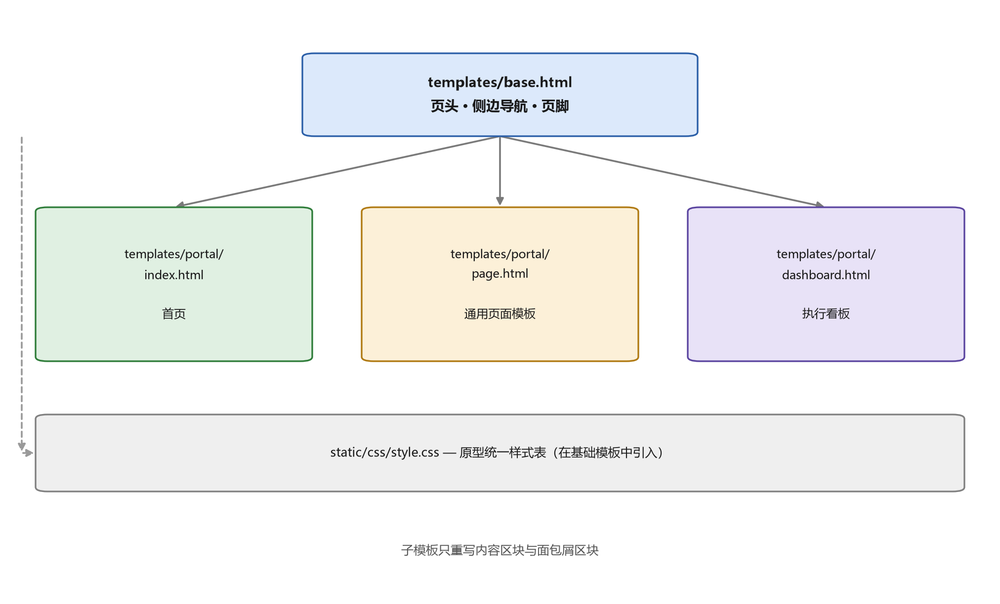 templates/base.html
页头 • 侧边导航 • 页脚
templates/portal/
index.html
首页
templates/portal/
page.html
通用页面模板
templates/portal/
dashboard.html
执行看板
static/css/style.css — 原型统一样式表（在基础模板中引入）
子模板只重写内容区块与面包屑区块